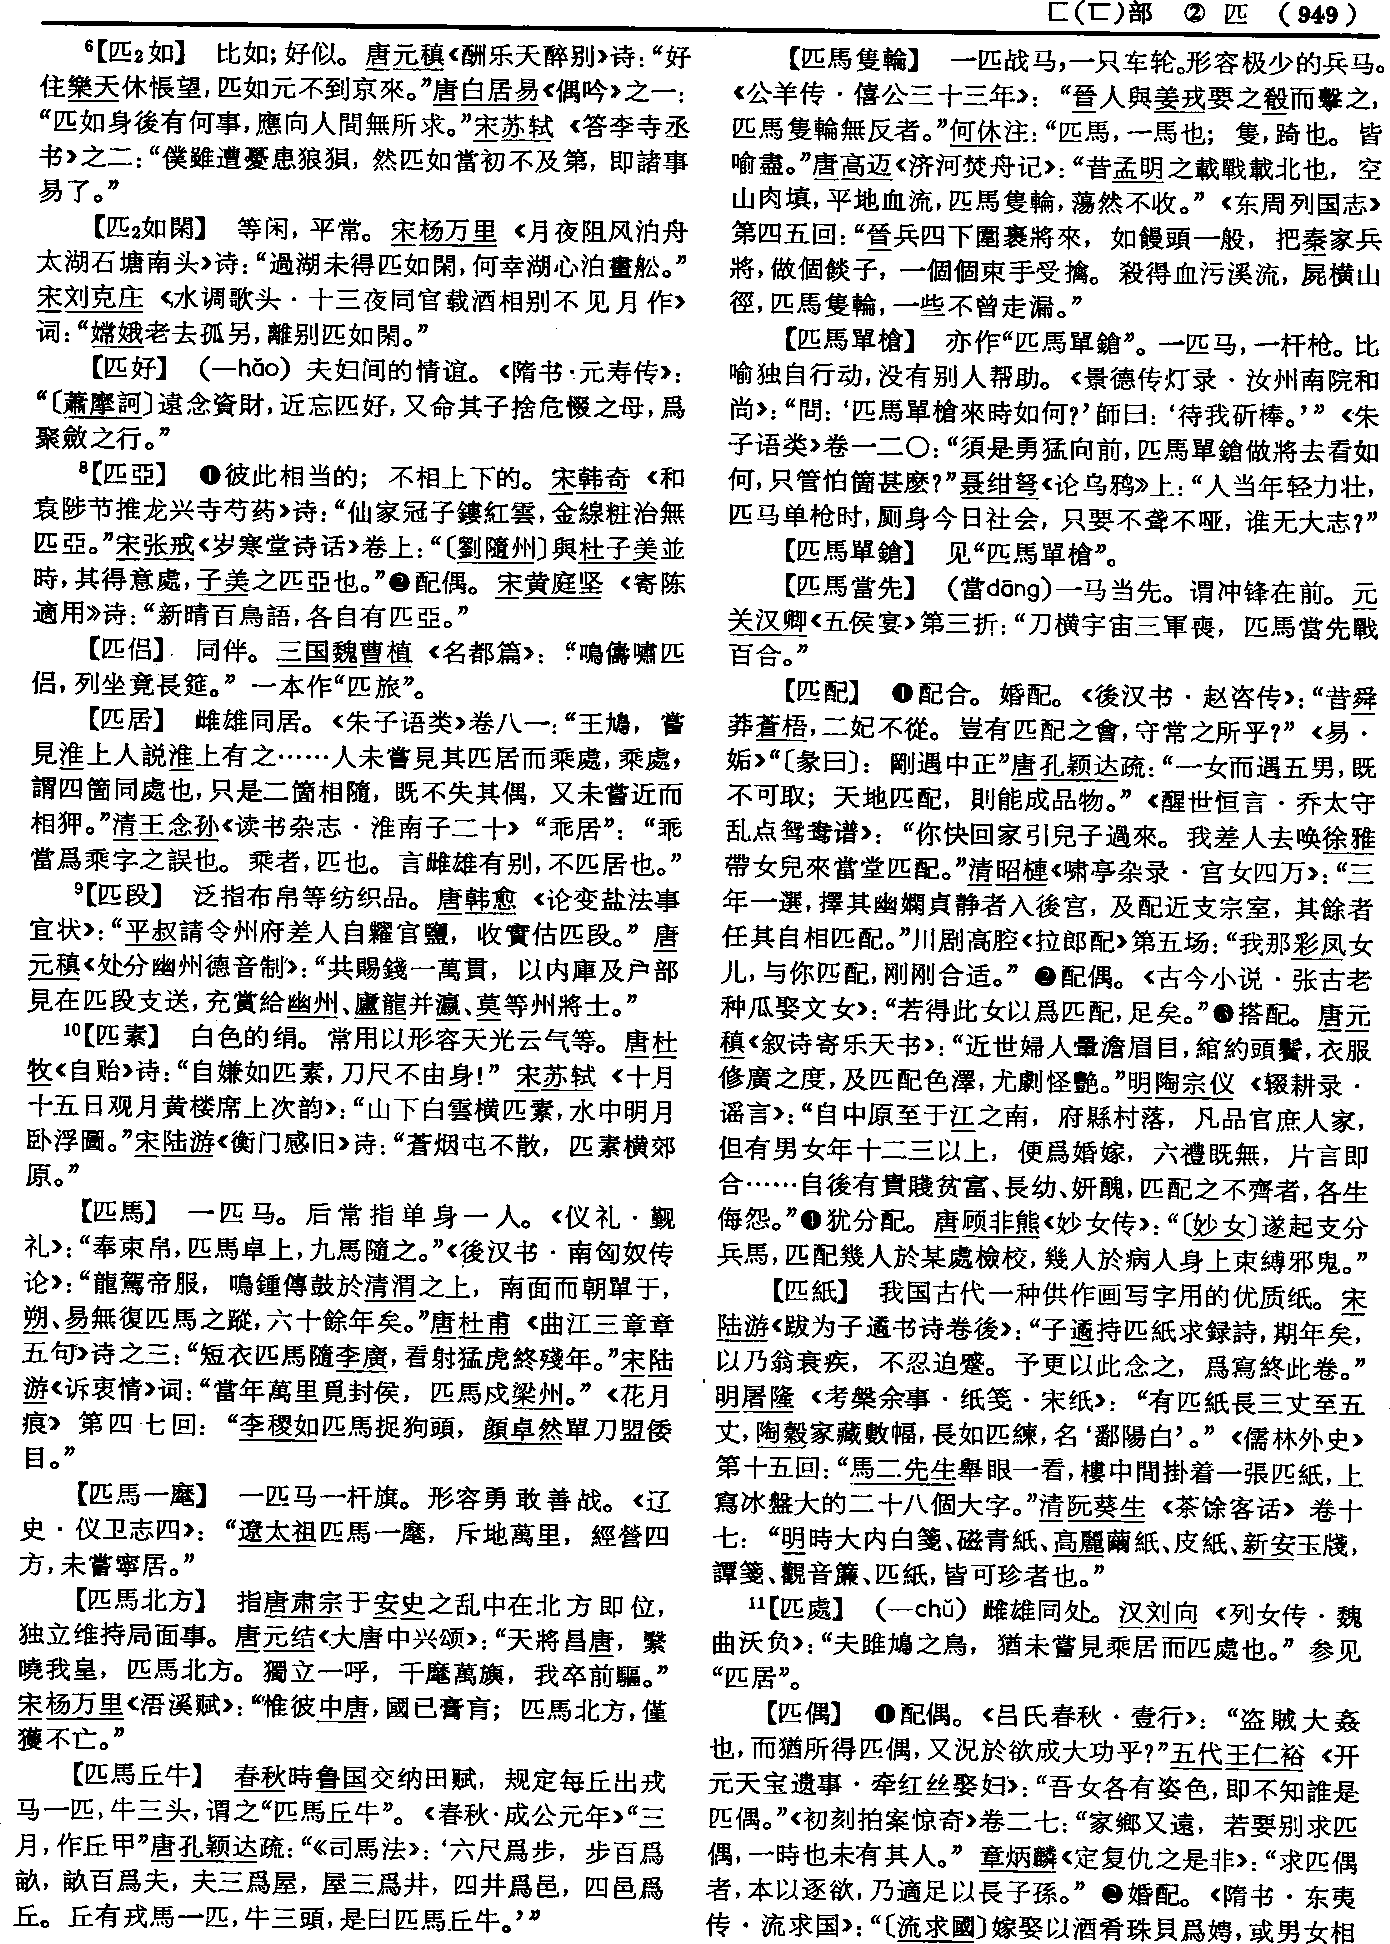 匚(匸)部 ② 匹 (949)
⁶【匹₂如】 比如;好似。唐元稹《酬乐天醉别》诗:“好
住樂天休悵望,匹如元不到京來。”唐白居易《偶吟》之一:
“匹如身後有何事,應向人間無所求。”宋苏轼《答李寺丞
书》之二:“僕雖遭憂患狼狽,然匹如當初不及第,即諸事
易了。”
【匹₂如閑】 等闲,平常。宋杨万里《月夜阻风泊舟
太湖石塘南头》诗:“過湖未得匹如閑,何幸湖心泊畫舩。”
宋刘克庄《水调歌头·十三夜同官载酒相别不见月作》
词:“嫦娥老去孤另,離别匹如閑。”
【匹好】 (—hǎo) 夫妇间的情谊。《隋书·元寿传》:
“〔蕭摩訶〕遠念資財,近忘匹好,又命其子捨危惙之母,爲
聚斂之行。”
⁸【匹亞】 ❶彼此相当的;不相上下的。宋韩奇《和
袁陟节推龙兴寺芍药》诗:“仙家冠子鏤紅雲,金線粧治無
匹亞。”宋张戒《岁寒堂诗话》卷上:“〔劉隨州〕與杜子美並
時,其得意處,子美之匹亞也。”❷配偶。宋黄庭坚《寄陈
適用》诗:“新晴百鳥語,各自有匹亞。”
【匹侣】 同伴。三国魏曹植《名都篇》:“鳴儔嘯匹
侣,列坐竟長筵。”一本作“匹旅”。
【匹居】 雌雄同居。《朱子语类》卷八一:“王鳩,嘗
見淮上人説淮上有之……人未嘗見其匹居而乘處,乘處,
謂四箇同處也,只是二箇相隨,既不失其偶,又未嘗近而
相狎。”清王念孙《读书杂志·淮南子二十》“乖居”:“乖
當爲乘字之誤也。乘者,匹也。言雌雄有别,不匹居也。”
⁹【匹段】 泛指布帛等纺织品。唐韩愈《论变盐法事
宜状》:“平叔請令州府差人自糶官鹽,收實估匹段。”唐
元稹《处分幽州德音制》:“共賜錢一萬貫,以内庫及户部
見在匹段支送,充賞給幽州、盧龍并瀛、莫等州將士。”
¹⁰【匹素】 白色的绢。常用以形容天光云气等。唐杜
牧《自贻》诗:“自嫌如匹素,刀尺不由身!”宋苏轼《十月
十五日观月黄楼席上次韵》:“山下白雲横匹素,水中明月
卧浮圖。”宋陆游《衡门感旧》诗:“蒼烟屯不散,匹素横郊
原。”
【匹馬】 一匹马。后常指单身一人。《仪礼·觐
礼》:“奉束帛,匹馬卓上,九馬隨之。”《後汉书·南匈奴传
论》:“龍駕帝服,鳴鍾傳鼓於清渭之上,南面而朝單于,
朔、易無復匹馬之蹤,六十餘年矣。”唐杜甫《曲江三章章
五句》诗之三:“短衣匹馬隨李廣,看射猛虎終殘年。”宋陆
游《诉衷情》词:“當年萬里覓封侯,匹馬戍梁州。”《花月
痕》第四七回:“李稷如匹馬捉狗頭,顔卓然單刀盟倭
目。”
【匹馬一麾】 一匹马一杆旗。形容勇敢善战。《辽
史·仪卫志四》:“遼太祖匹馬一麾,斥地萬里,經營四
方,未嘗寧居。”
【匹馬北方】 指唐肃宗于安史之乱中在北方即位,
独立维持局面事。唐元结《大唐中兴颂》:“天將昌唐,繄
曉我皇,匹馬北方。獨立一呼,千麾萬旟,我卒前驅。”
宋杨万里《浯溪赋》:“惟彼中唐,國已膏肓;匹馬北方,僅
獲不亡。”
【匹馬丘牛】 春秋時鲁国交纳田赋,规定每丘出戎
马一匹,牛三头,谓之“匹馬丘牛”。《春秋·成公元年》“三
月,作丘甲”唐孔颖达疏:“《司馬法》:‘六尺爲步,步百爲
畝,畝百爲夫,夫三爲屋,屋三爲井,四井爲邑,四邑爲
丘。丘有戎馬一匹,牛三頭,是曰匹馬丘牛。’”
【匹馬隻輪】 一匹战马,一只车轮。形容极少的兵马。
《公羊传·僖公三十三年》:“晉人與姜戎要之殽而擊之,
匹馬隻輪無反者。”何休注:“匹馬,一馬也;隻,踦也。皆
喻盡。”唐高迈《济河焚舟记》:“昔孟明之載戰載北也,空
山肉填,平地血流,匹馬隻輪,蕩然不收。”《东周列国志》
第四五回:“晉兵四下圍裹將來,如饅頭一般,把秦家兵
將,做個餤子,一個個束手受擒。殺得血污溪流,屍横山
徑,匹馬隻輪,一些不曾走漏。”
【匹馬單槍】 亦作“匹馬單鎗”。一匹马,一杆枪。比
喻独自行动,没有别人帮助。《景德传灯录·汝州南院和
尚》:“問:‘匹馬單槍來時如何?’師曰:‘待我斫棒。’”《朱
子语类》卷一二〇:“須是勇猛向前,匹馬單鎗做將去看如
何,只管怕箇甚麽?”聂绀弩《论乌鸦》上:“人当年轻力壮,
匹马单枪时,厕身今日社会,只要不聋不哑,谁无大志?”
【匹馬單鎗】 见“匹馬單槍”。
【匹馬當先】 (當dāng)一马当先。谓冲锋在前。元
关汉卿《五侯宴》第三折:“刀横宇宙三軍喪,匹馬當先戰
百合。”
【匹配】 ❶配合。婚配。《後汉书·赵咨传》:“昔舜
葬蒼梧,二妃不從。豈有匹配之會,守常之所乎?”《易·
姤》“〔彖曰〕:剛遇中正”唐孔颖达疏:“一女而遇五男,既
不可取;天地匹配,則能成品物。”《醒世恒言·乔太守
乱点鸳鸯谱》:“你快回家引兒子過來。我差人去唤徐雅
帶女兒來當堂匹配。”清昭槤《啸亭杂录·宫女四万》:“三
年一選,擇其幽嫻貞静者入後宫,及配近支宗室,其餘者
任其自相匹配。”川剧高腔《拉郎配》第五场:“我那彩凤女
儿,与你匹配,刚刚合适。”❷配偶。《古今小说·张古老
种瓜娶文女》:“若得此女以爲匹配,足矣。”❸搭配。唐元
稹《叙诗寄乐天书》:“近世婦人暈澹眉目,綰約頭鬢,衣服
修廣之度,及匹配色澤,尤劇怪艷。”明陶宗仪《辍耕录·
谣言》:“自中原至于江之南,府縣村落,凡品官庶人家,
但有男女年十二三以上,便爲婚嫁,六禮既無,片言即
合……自後有貴賤贫富、長幼、妍醜,匹配之不齊者,各生
侮怨。”❹犹分配。唐顾非熊《妙女传》:“〔妙女〕遂起支分
兵馬,匹配幾人於某處檢校,幾人於病人身上束縛邪鬼。”
【匹紙】 我国古代一种供作画写字用的优质纸。宋
陆游《跋为子遹书诗卷後》:“子遹持匹紙求録詩,期年矣,
以乃翁衰疾,不忍迫蹙。予更以此念之,爲寫終此卷。”
明屠隆《考槃余事·纸笺·宋纸》:“有匹紙長三丈至五
丈,陶穀家藏數幅,長如匹練,名‘鄱陽白’。”《儒林外史》
第十五回:“馬二先生舉眼一看,樓中間掛着一張匹紙,上
寫冰盤大的二十八個大字。”清阮葵生《茶馀客话》卷十
七:“明時大内白箋、磁青紙、高麗繭紙、皮紙、新安玉牋,
譚箋、觀音簾、匹紙,皆可珍者也。”
¹¹【匹處】 (—chǔ) 雌雄同处。汉刘向《列女传·魏
曲沃负》:“夫雎鳩之鳥,猶未嘗見乘居而匹處也。”参见
“匹居”。
【匹偶】 ❶配偶。《吕氏春秋·壹行》:“盗賊大姦
也,而猶所得匹偶,又況於欲成大功乎?”五代王仁裕《开
元天宝遗事·牵红丝娶妇》:“吾女各有姿色,即不知誰是
匹偶。”《初刻拍案惊奇》卷二七:“家鄉又遠,若要别求匹
偶,一時也未有其人。”章炳麟《定复仇之是非》:“求匹偶
者,本以逐欲,乃適足以長子孫。”❷婚配。《隋书·东夷
传·流求国》:“〔流求國〕嫁娶以酒肴珠貝爲娉,或男女相